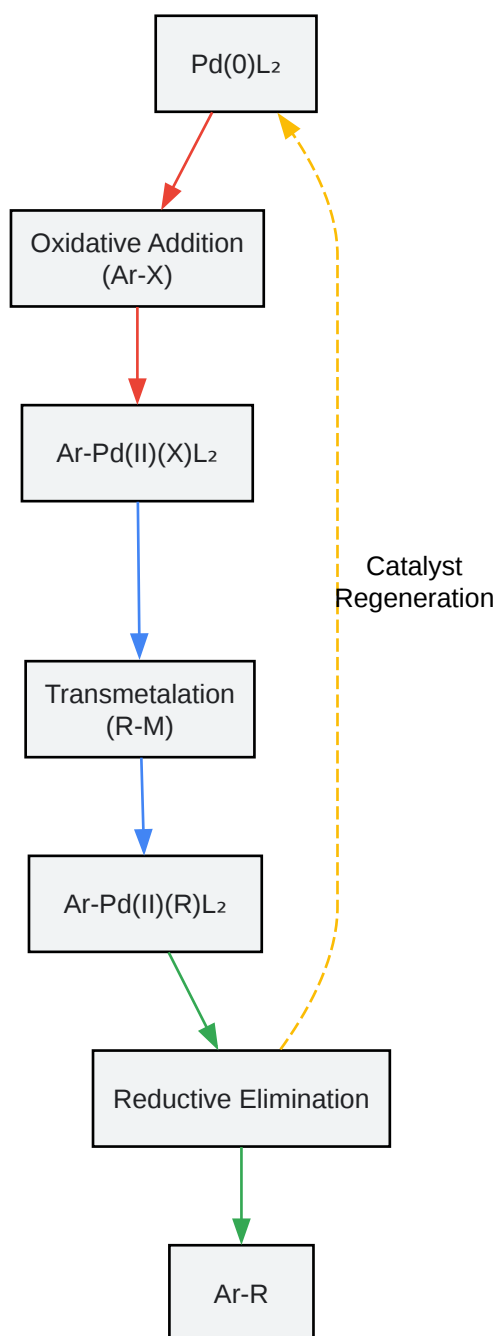 Pd(0)L₂
Oxidative Addition
(Ar-X)
Ar-Pd(II)(X)L₂
Catalyst
Regeneration
Transmetalation
(R-M)
Ar-Pd(II)(R)L₂
Reductive Elimination
Ar-R